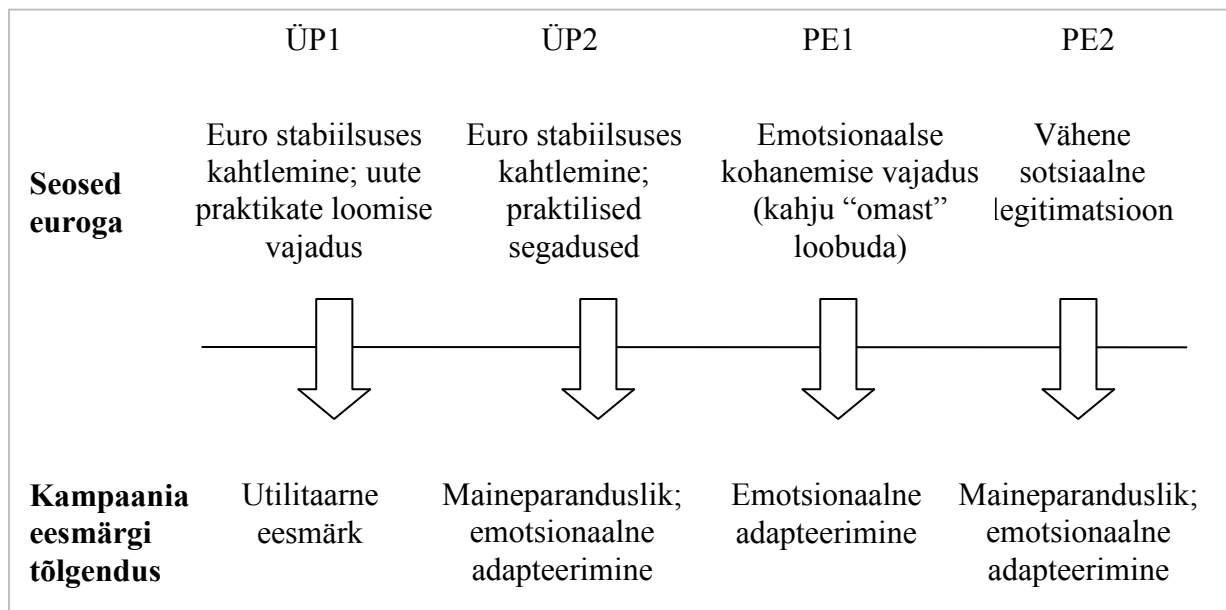 ÜP1 ÜP2 PE1 PE2
Seosed
euroga
Euro stabiilsuses
kahtlemine; uute
praktikate loomise
vajadus
Euro stabiilsuses
kahtlemine;
praktilised
segadused
Emotsionaalse
kohanemise vajadus
(kahju “omast”
loobuda)
Vähene
sotsiaalne
legitimatsioon
Kampaania
eesmärgi
tõlgendus
Utilitaarne
eesmärk
Maineparanduslik;
emotsionaalne
adapteerimine
Emotsionaalne
adapteerimine
Maineparanduslik;
emotsionaalne
adapteerimine